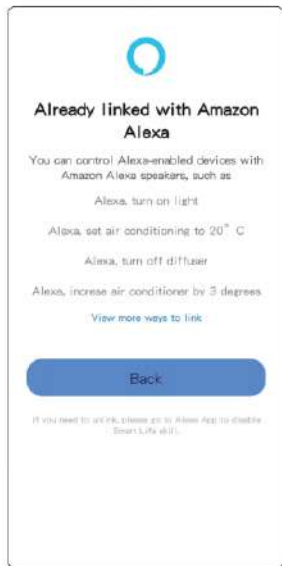 Already linked with Amazon
Alexa
You can control Alexa-enabled devices with
Amazon Alexa speakers, such as
Alexa, turn on light
Alexa, set air conditioning to 20° C
Alexa, turn off diffuser
Alexa, increse air conditioner by 3 degrees
View more ways to link
Back
If you need to unlink, please go to Alexa App to disable
Smart Life skill.